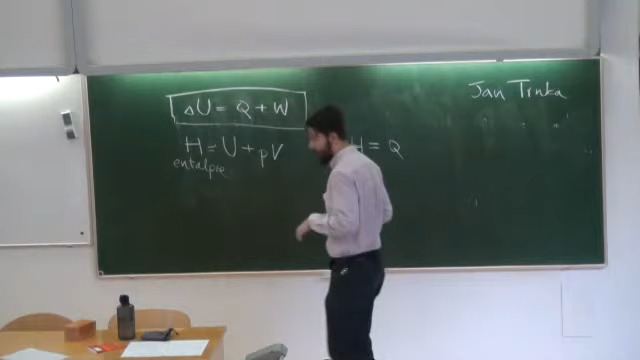 Jan Trnka
ΔU = Q + W
H = U + pV
entalpie
H = Q